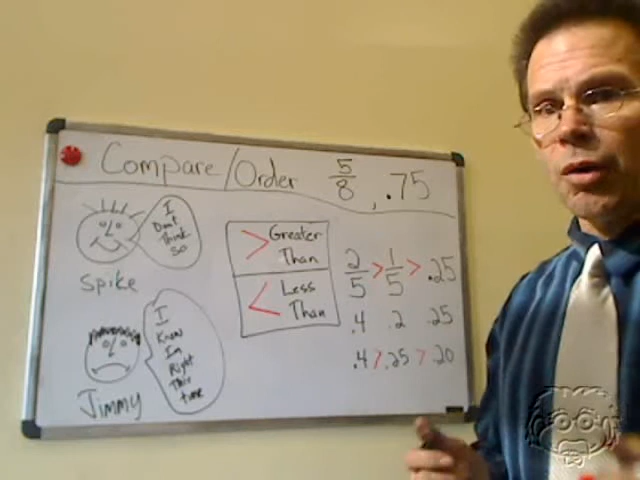 Compare/Order 5/8, .75
I
Don't
Think
So
Spike
> Greater
Than
< Less
Than
2/5 > 1/5 > .25
.4 .2 .25
.4 > .25 > .20
I
Know
Im
Right
This
time
Jimmy